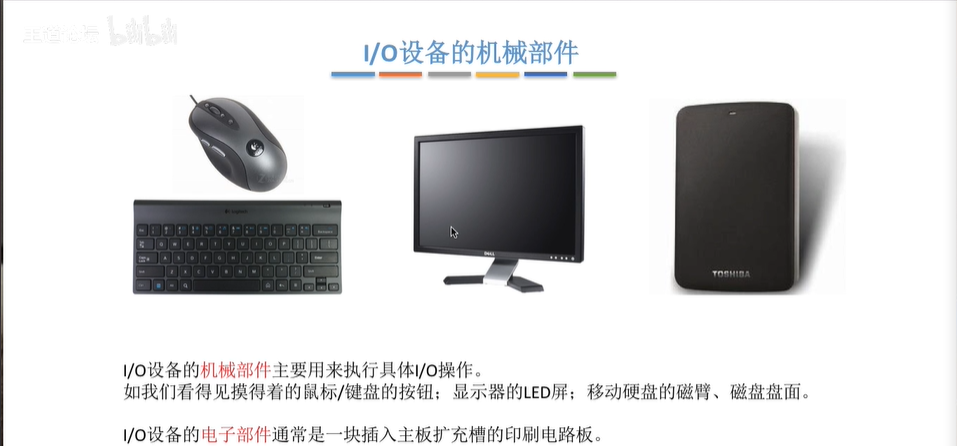 bilibili
I/O设备的机械部件
DELL
TOSHIBA
I/O设备的机械部件主要用来执行具体I/O操作。
如我们看得见摸得着的鼠标/键盘的按钮；显示器的LED屏；移动硬盘的磁臂、磁盘盘面。
I/O设备的电子部件通常是一块插入主板扩充槽的印刷电路板。